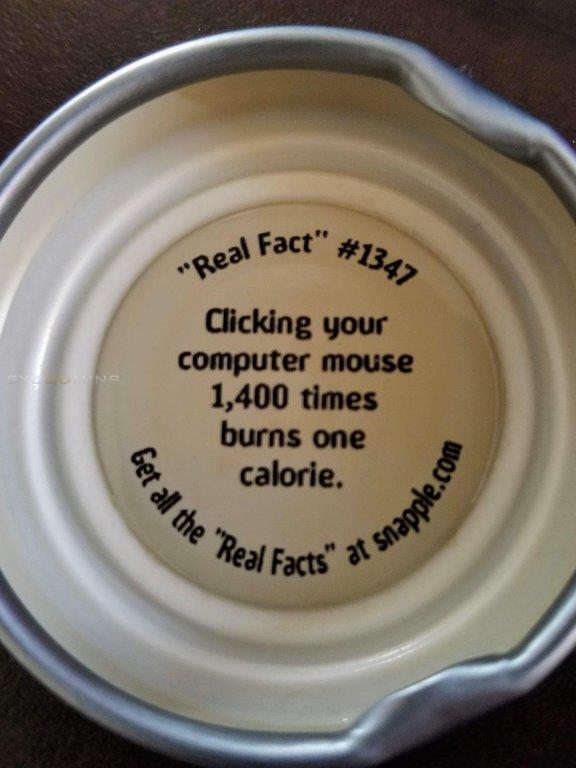 "Real Fact" #1347
Clicking your
computer mouse
1,400 times
burns one
calorie.
Get all the "Real Facts" at snapple.com